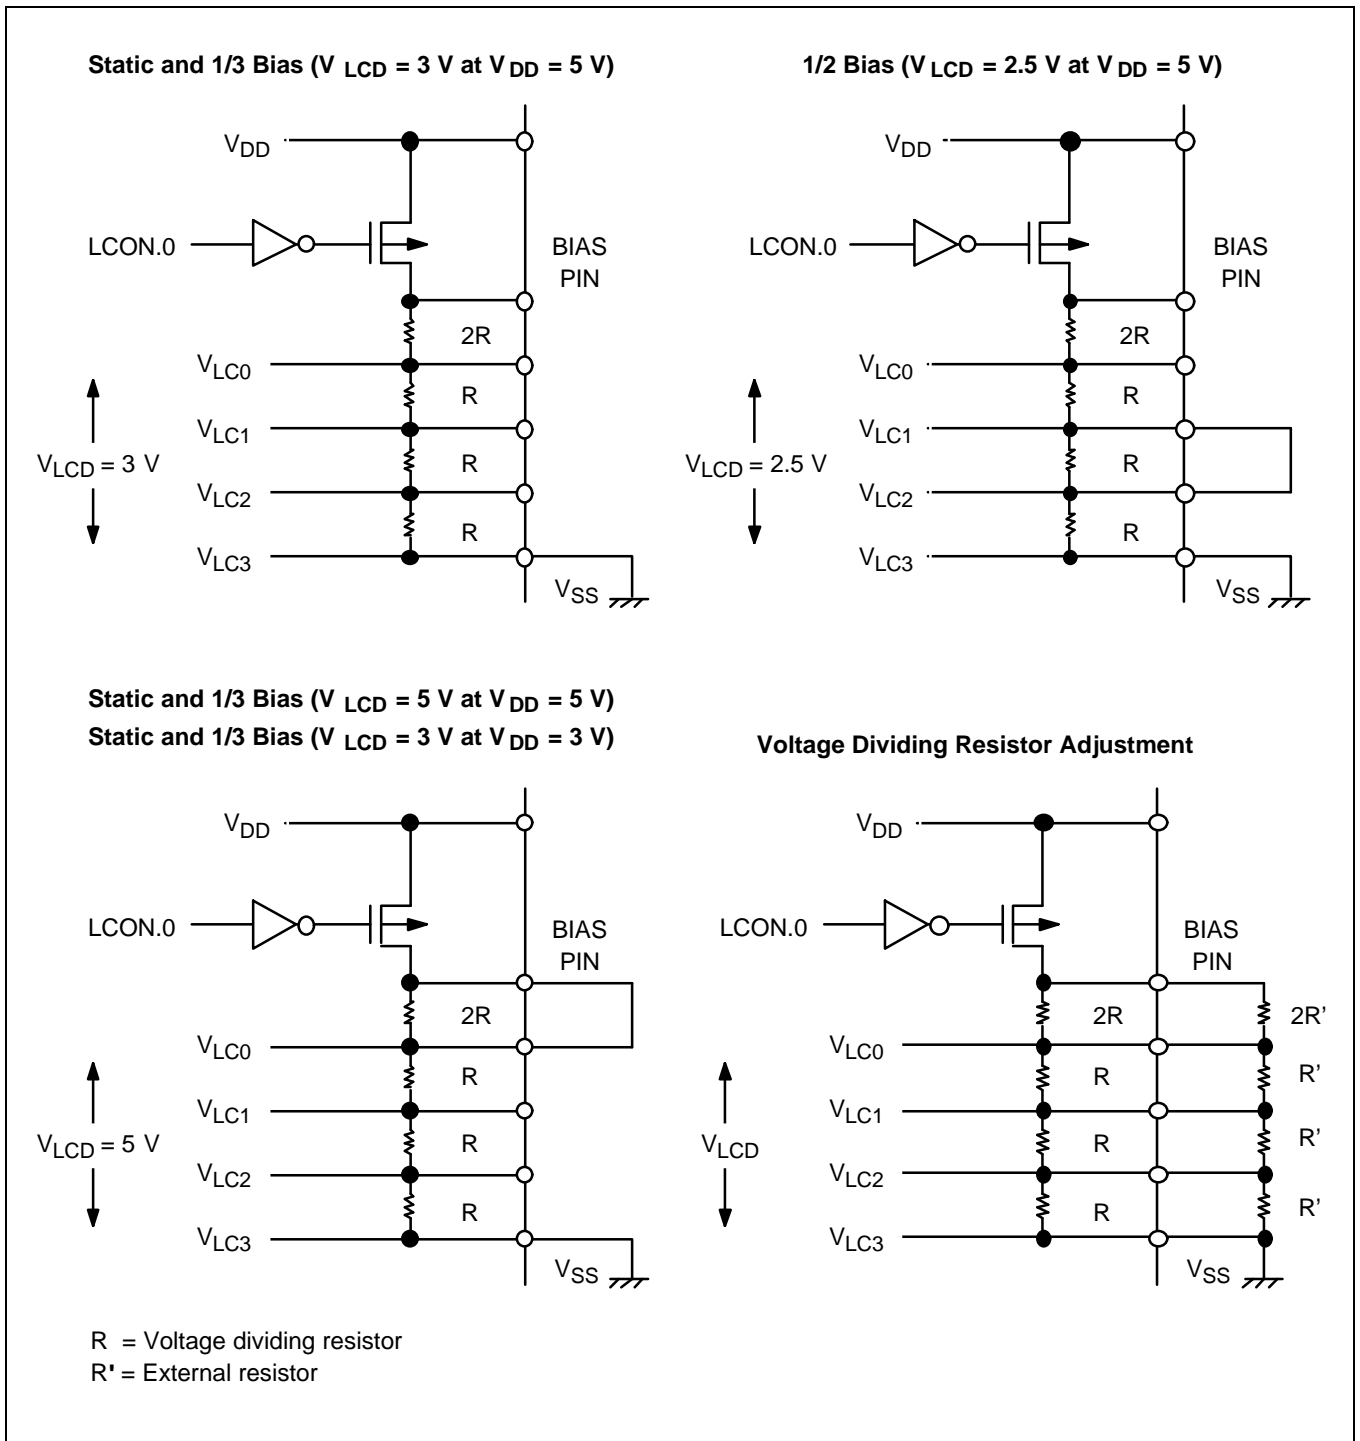 Static and 1/3 Bias (V LCD = 3 V at V DD = 5 V)
VDD
LCON.0
BIAS
PIN
2R
VLC0
R
VLC1
VLCD = 3 V
R
VLC2
R
VLC3
VSS
1/2 Bias (V LCD = 2.5 V at V DD = 5 V)
VDD
LCON.0
BIAS
PIN
2R
VLC0
R
VLC1
VLCD = 2.5 V
R
VLC2
R
VLC3
VSS
Static and 1/3 Bias (V LCD = 5 V at V DD = 5 V)
Static and 1/3 Bias (V LCD = 3 V at V DD = 3 V)
VDD
LCON.0
BIAS
PIN
2R
VLC0
R
VLC1
VLCD = 5 V
R
VLC2
R
VLC3
VSS
Voltage Dividing Resistor Adjustment
VDD
LCON.0
BIAS
PIN
2R 2R’
VLC0
R R’
VLC1
VLCD
R R’
VLC2
R R’
VLC3
VSS
R = Voltage dividing resistor
R' = External resistor